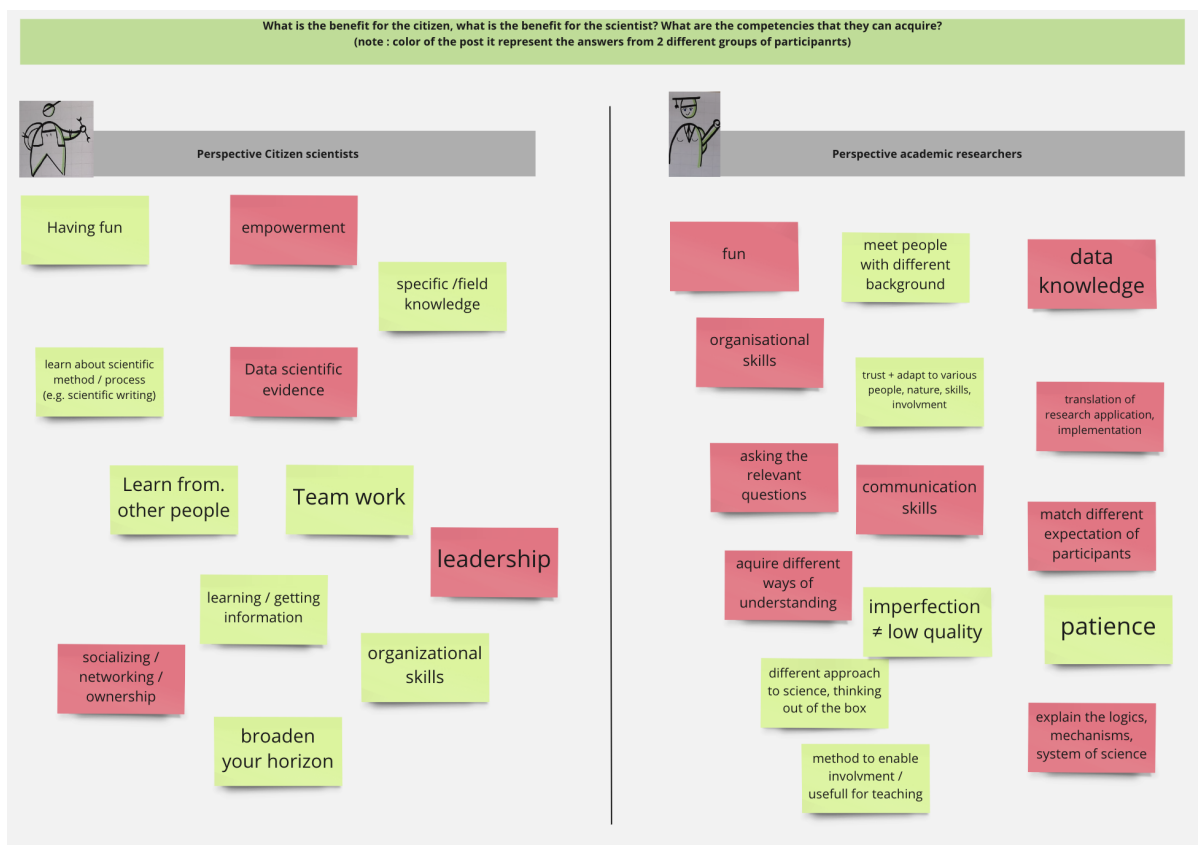 What is the benefit for the citizen, what is the benefit for the scientist? What are the competencies that they can acquire?
(note : color of the post it represent the answers from 2 different groups of participanrts)
Perspective Citizen scientists
Having fun
empowerment
specific /field
knowledge
learn about scientific
method / process
(e.g. scientific writing)
Data scientific
evidence
Learn from.
other people
Team work
leadership
learning / getting
information
socializing /
networking /
ownership
organizational
skills
broaden
your horizon
Perspective academic researchers
fun
meet people
with different
background
data
knowledge
organisational
skills
trust + adapt to various
people, nature, skills,
involvment
translation of
research application,
implementation
asking the
relevant
questions
communication
skills
match different
expectation of
participants
aquire different
ways of
understanding
imperfection
≠ low quality
patience
different approach
to science, thinking
out of the box
explain the logics,
mechanisms,
system of science
method to enable
involvment /
usefull for teaching